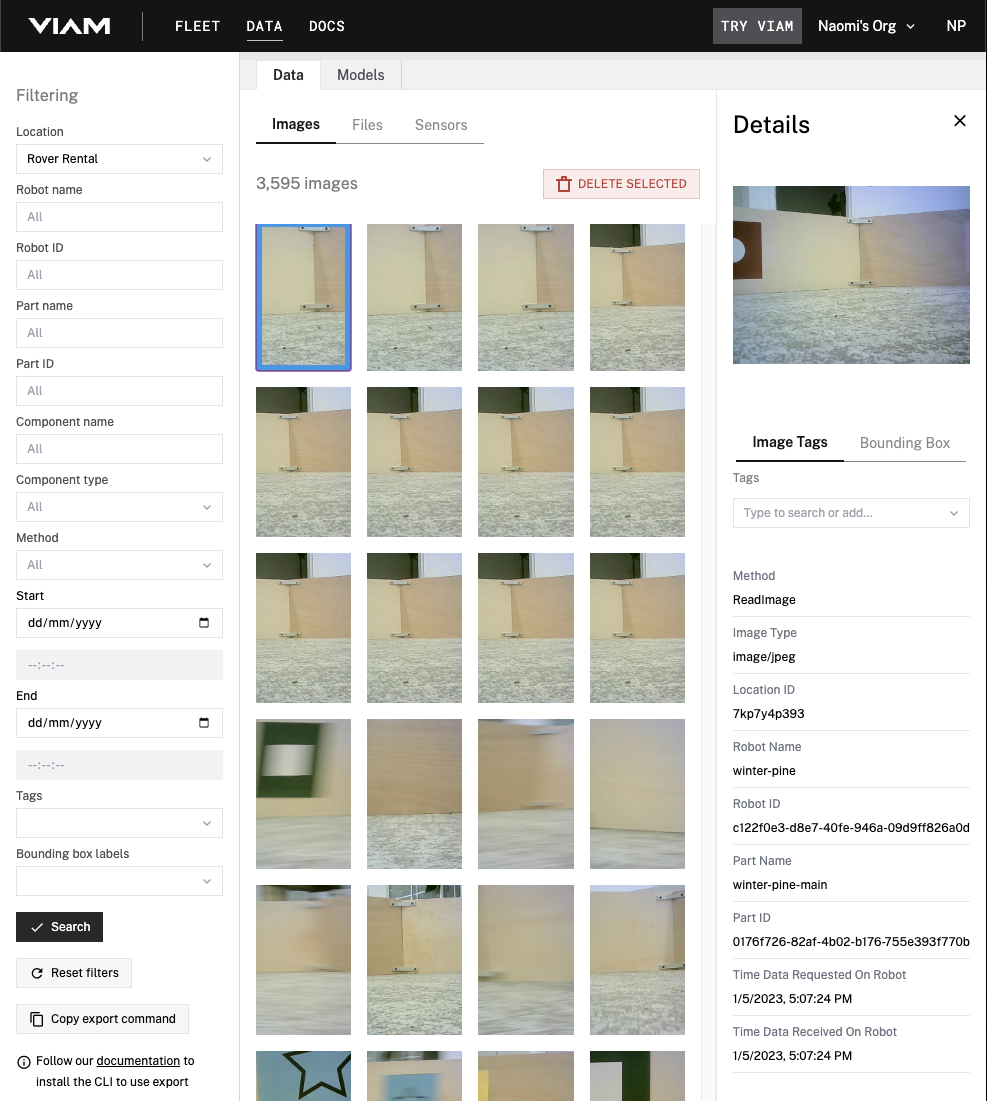 VIAM
FLEET DATA DOCS
TRY VIAM
Naomi's Org
NP
Filtering
Location
Rover Rental
Robot name
All
Robot ID
All
Part name
All
Part ID
All
Component name
All
Component type
All
Method
All
Start
dd/mm/yyyy
--:--:--
End
dd/mm/yyyy
--:--:--
Tags
Bounding box labels
Search
Reset filters
Copy export command
Follow our documentation to
install the CLI to use export
Data Models
Images Files Sensors
3,595 images
DELETE SELECTED
Details
Image Tags Bounding Box
Tags
Type to search or add...
Method
ReadImage
Image Type
image/jpeg
Location ID
7kp7y4p393
Robot Name
winter-pine
Robot ID
c122f0e3-d8e7-40fe-946a-09d9ff826a0d
Part Name
winter-pine-main
Part ID
0176f726-82af-4b02-b176-755e393f770b
Time Data Requested On Robot
1/5/2023, 5:07:24 PM
Time Data Received On Robot
1/5/2023, 5:07:24 PM